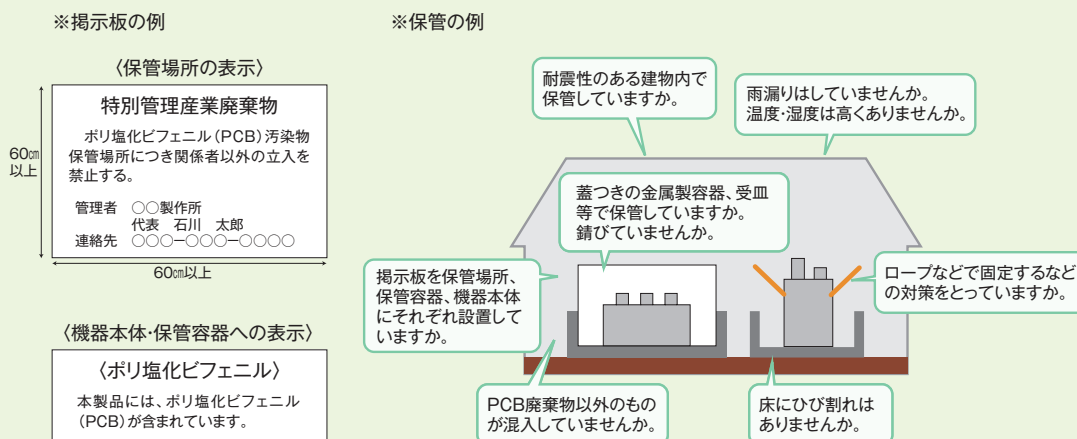 ※掲示板の例
〈保管場所の表示〉
特別管理産業廃棄物
ポリ塩化ビフェニル(PCB)汚染物
保管場所につき関係者以外の立入を
禁止する。
管理者 〇〇製作所
代表 石川 太郎
連絡先 〇〇〇ー〇〇〇ー〇〇〇〇
60㎝
以上
60㎝以上
〈機器本体・保管容器への表示〉
〈ポリ塩化ビフェニル〉
本製品には、ポリ塩化ビフェニル
(PCB)が含まれています。
※保管の例
耐震性のある建物内で
保管していますか。
雨漏りはしていませんか。
温度・湿度は高くありませんか。
蓋つきの金属製容器、受皿
等で保管していますか。
錆びていませんか。
掲示板を保管場所、
保管容器、機器本体
にそれぞれ設置して
いますか。
ロープなどで固定するなど
の対策をとっていますか。
PCB廃棄物以外のもの
が混入していませんか。
床にひび割れは
ありませんか。